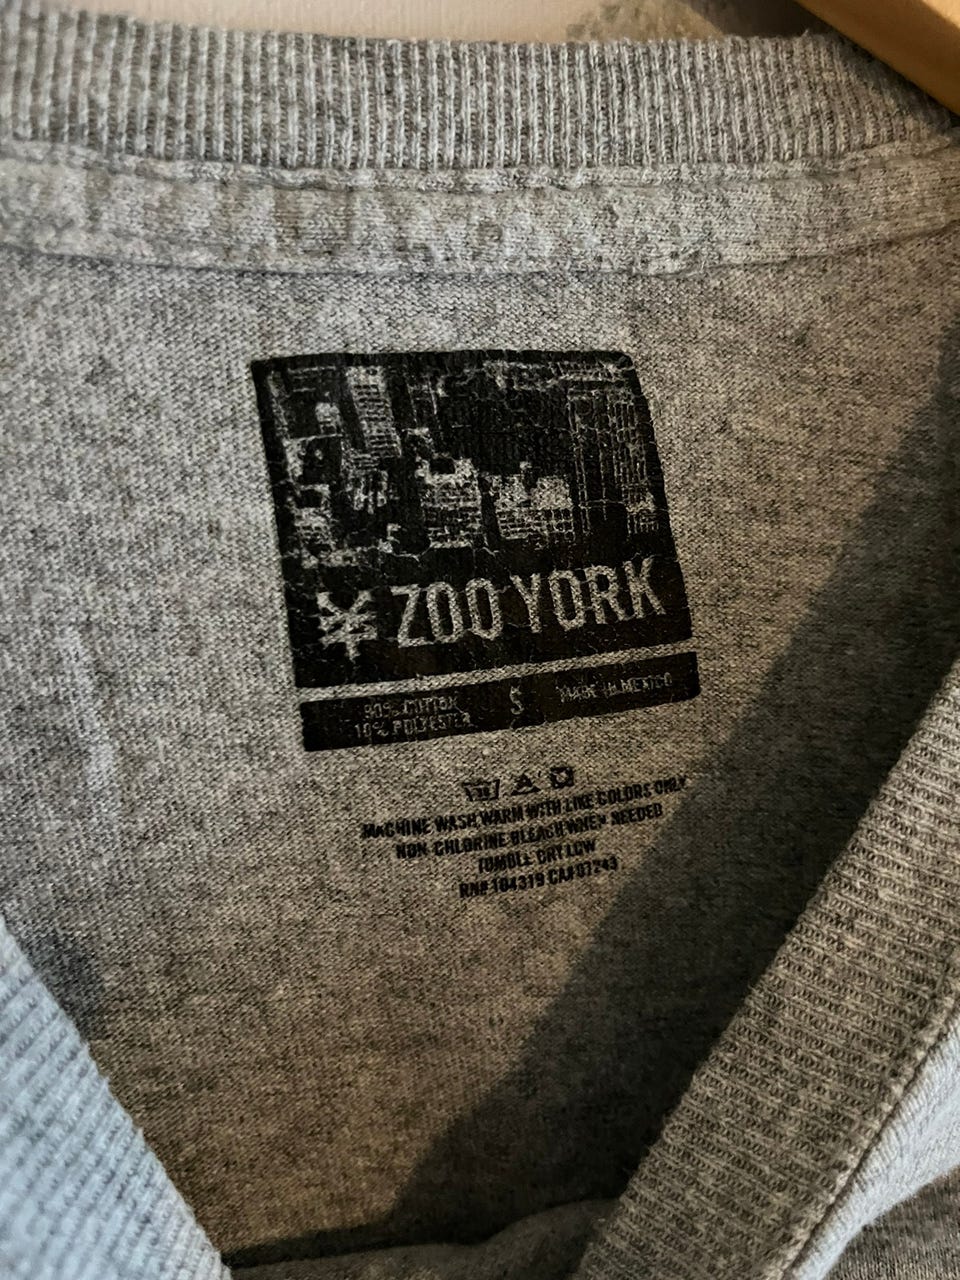 ZOO YORK
90% COTTON
10% POLYESTER
S
MADE IN MEXICO
MACHINE WASH WARM WITH LIKE COLORS ONLY
NON-CHLORINE BLEACH WHEN NEEDED
TUMBLE DRY LOW
RN# 104319 CA# 07243